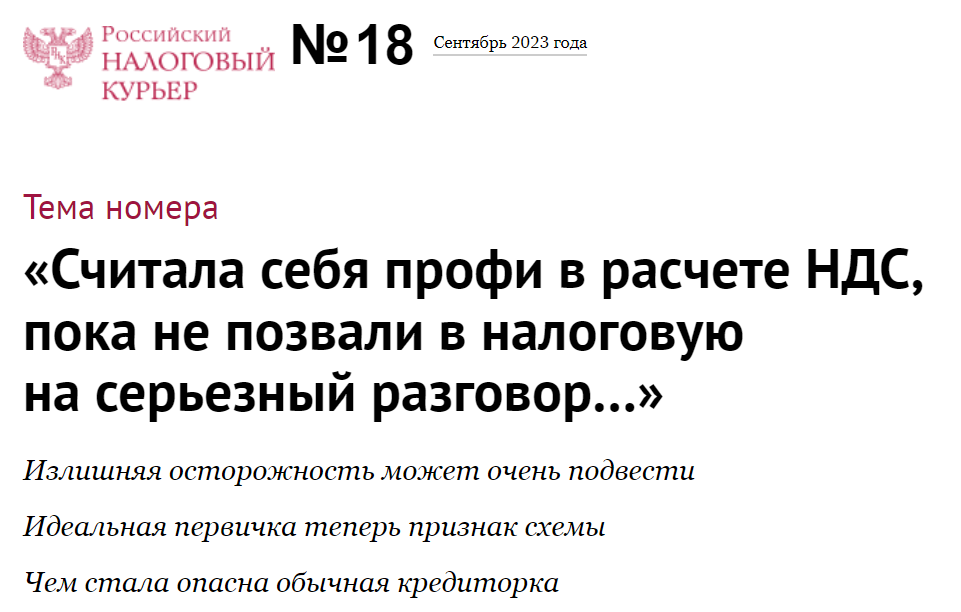 Российский
НАЛОГОВЫЙ
КУРЬЕР
№18
Сентябрь 2023 года
Тема номера
«Считала себя профи в расчете НДС,
пока не позвали в налоговую
на серьезный разговор...»
Излишняя осторожность может очень подвести
Идеальная первичка теперь признак схемы
Чем стала опасна обычная кредиторка